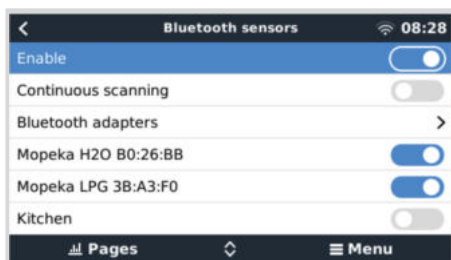 Bluetooth sensors 08:28
Enable
Continuous scanning
Bluetooth adapters
Mopeka H2O B0:26:BB
Mopeka LPG 3B:A3:F0
Kitchen
Pages Menu